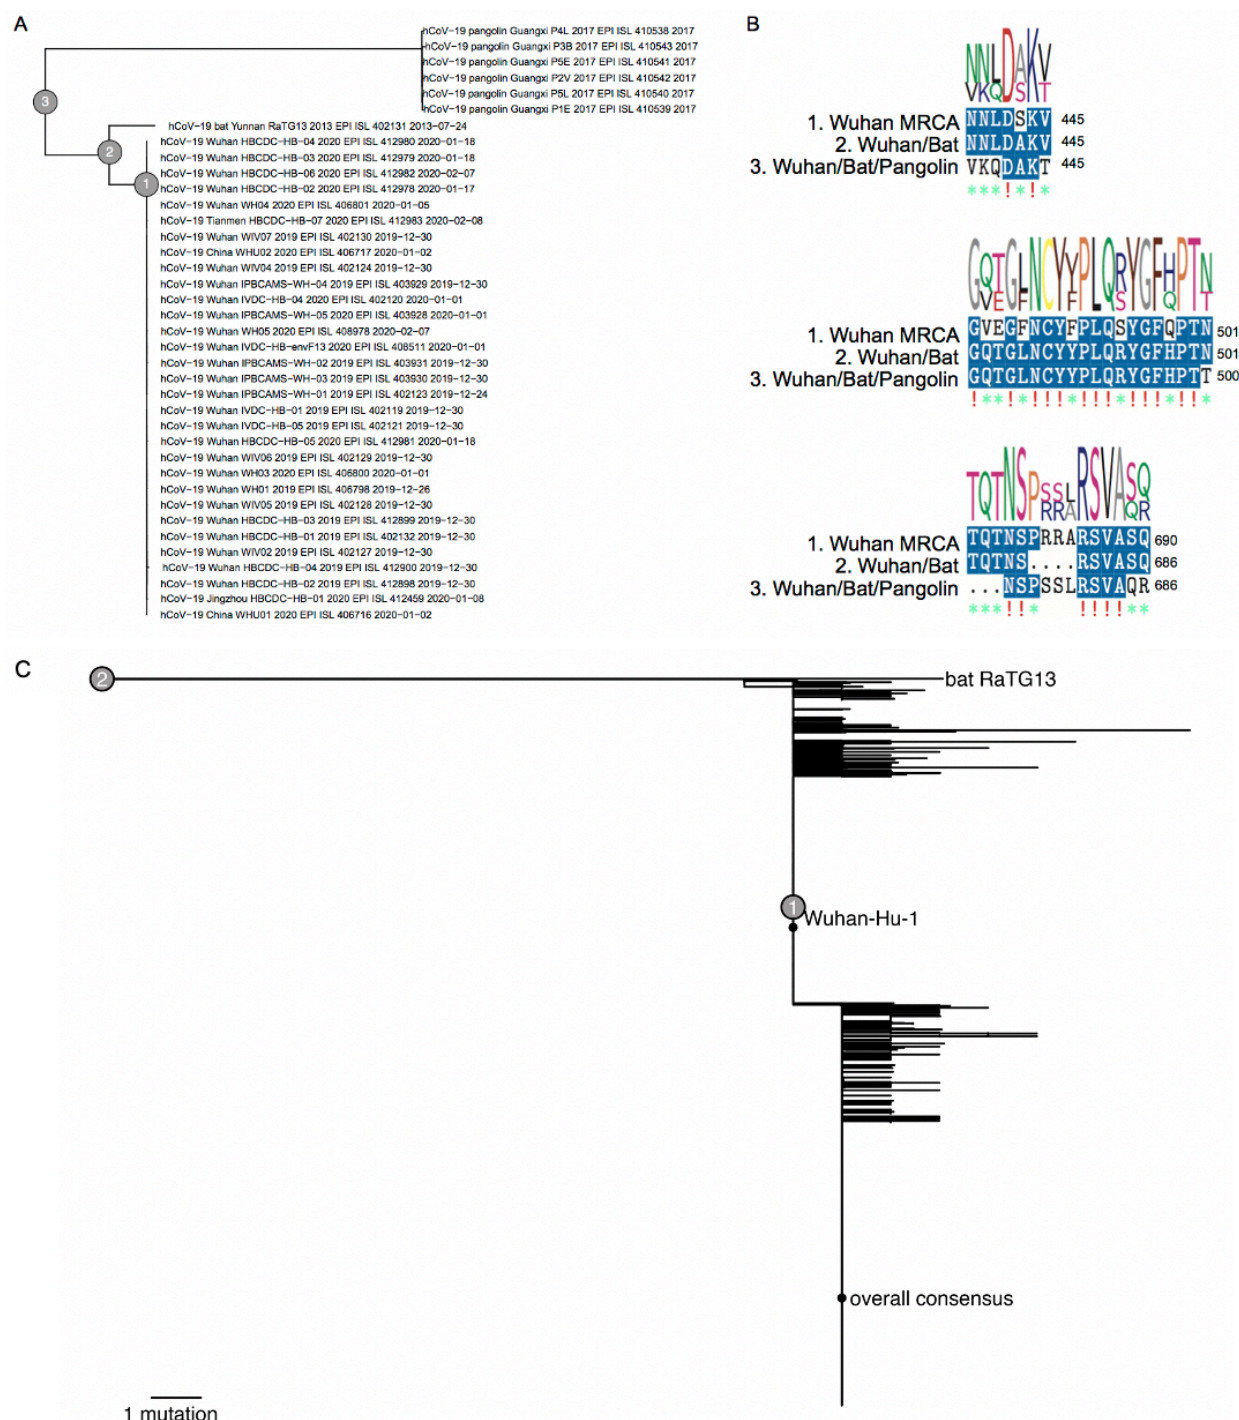 A
hCoV-19 pangolin Guangxi P4L 2017 EPI ISL 410538 2017
hCoV-19 pangolin Guangxi P3B 2017 EPI ISL 410543 2017
hCoV-19 pangolin Guangxi P5E 2017 EPI ISL 410541 2017
hCoV-19 pangolin Guangxi P2V 2017 EPI ISL 410542 2017
hCoV-19 pangolin Guangxi P5L 2017 EPI ISL 410540 2017
hCoV-19 pangolin Guangxi P1E 2017 EPI ISL 410539 2017
3
hCoV-19 bat Yunnan RaTG13 2013 EPI ISL 402131 2013-07-24
hCoV-19 Wuhan HBCDC-HB-04 2020 EPI ISL 412980 2020-01-18
2
hCoV-19 Wuhan HBCDC-HB-03 2020 EPI ISL 412979 2020-01-18
hCoV-19 Wuhan HBCDC-HB-06 2020 EPI ISL 412982 2020-02-07
1
hCoV-19 Wuhan HBCDC-HB-02 2020 EPI ISL 412978 2020-01-17
hCoV-19 Wuhan WH04 2020 EPI ISL 406801 2020-01-05
hCoV-19 Tianmen HBCDC-HB-07 2020 EPI ISL 412983 2020-02-08
hCoV-19 Wuhan WIV07 2019 EPI ISL 402130 2019-12-30
hCoV-19 China WHU02 2020 EPI ISL 406717 2020-01-02
hCoV-19 Wuhan WIV04 2019 EPI ISL 402124 2019-12-30
hCoV-19 Wuhan IPBCAMS-WH-04 2019 EPI ISL 403929 2019-12-30
hCoV-19 Wuhan IVDC-HB-04 2020 EPI ISL 402120 2020-01-01
hCoV-19 Wuhan IPBCAMS-WH-05 2020 EPI ISL 403928 2020-01-01
hCoV-19 Wuhan WH05 2020 EPI ISL 408978 2020-02-07
hCoV-19 Wuhan IVDC-HB-envF13 2020 EPI ISL 408511 2020-01-01
hCoV-19 Wuhan IPBCAMS-WH-02 2019 EPI ISL 403931 2019-12-30
hCoV-19 Wuhan IPBCAMS-WH-03 2019 EPI ISL 403930 2019-12-30
hCoV-19 Wuhan IPBCAMS-WH-01 2019 EPI ISL 402123 2019-12-24
hCoV-19 Wuhan IVDC-HB-01 2019 EPI ISL 402119 2019-12-30
hCoV-19 Wuhan IVDC-HB-05 2019 EPI ISL 402121 2019-12-30
hCoV-19 Wuhan HBCDC-HB-05 2020 EPI ISL 412981 2020-01-18
hCoV-19 Wuhan WIV06 2019 EPI ISL 402129 2019-12-30
hCoV-19 Wuhan WH03 2020 EPI ISL 406800 2020-01-01
hCoV-19 Wuhan WH01 2019 EPI ISL 406798 2019-12-26
hCoV-19 Wuhan WIV05 2019 EPI ISL 402128 2019-12-30
hCoV-19 Wuhan HBCDC-HB-03 2019 EPI ISL 412899 2019-12-30
hCoV-19 Wuhan HBCDC-HB-01 2019 EPI ISL 402132 2019-12-30
hCoV-19 Wuhan WIV02 2019 EPI ISL 402127 2019-12-30
hCoV-19 Wuhan HBCDC-HB-04 2019 EPI ISL 412900 2019-12-30
hCoV-19 Wuhan HBCDC-HB-02 2019 EPI ISL 412898 2019-12-30
hCoV-19 Jingzhou HBCDC-HB-01 2020 EPI ISL 412459 2020-01-08
hCoV-19 China WHU01 2020 EPI ISL 406716 2020-01-02
B
NNLDAKV
VKQ S T
1. Wuhan MRCA NNLDSKV 445
2. Wuhan/Bat NNLDAKV 445
3. Wuhan/Bat/Pangolin VKQDAKT 445
***!*!*
GQTGLNCYYPLQRYGFHPTN
VE F F S Q T
1. Wuhan MRCA GVEGFNCYFPLQSYGFQPTN 501
2. Wuhan/Bat GQTGLNCYYPLQRYGFHPTN 501
3. Wuhan/Bat/Pangolin GQTGLNCYYPLQRYGFHPTT 500
!**!*!!!*!!!*!!!*!!*
TQTNSPSSLRSVASQ
RRA QR
1. Wuhan MRCA TQTNSPRRARSVASQ 690
2. Wuhan/Bat TQTNS....RSVASQ 686
3. Wuhan/Bat/Pangolin ...NSPSSLRSVAQR 686
***!!* !!!!**
C
2
bat RaTG13
1
Wuhan-Hu-1
overall consensus
1 mutation